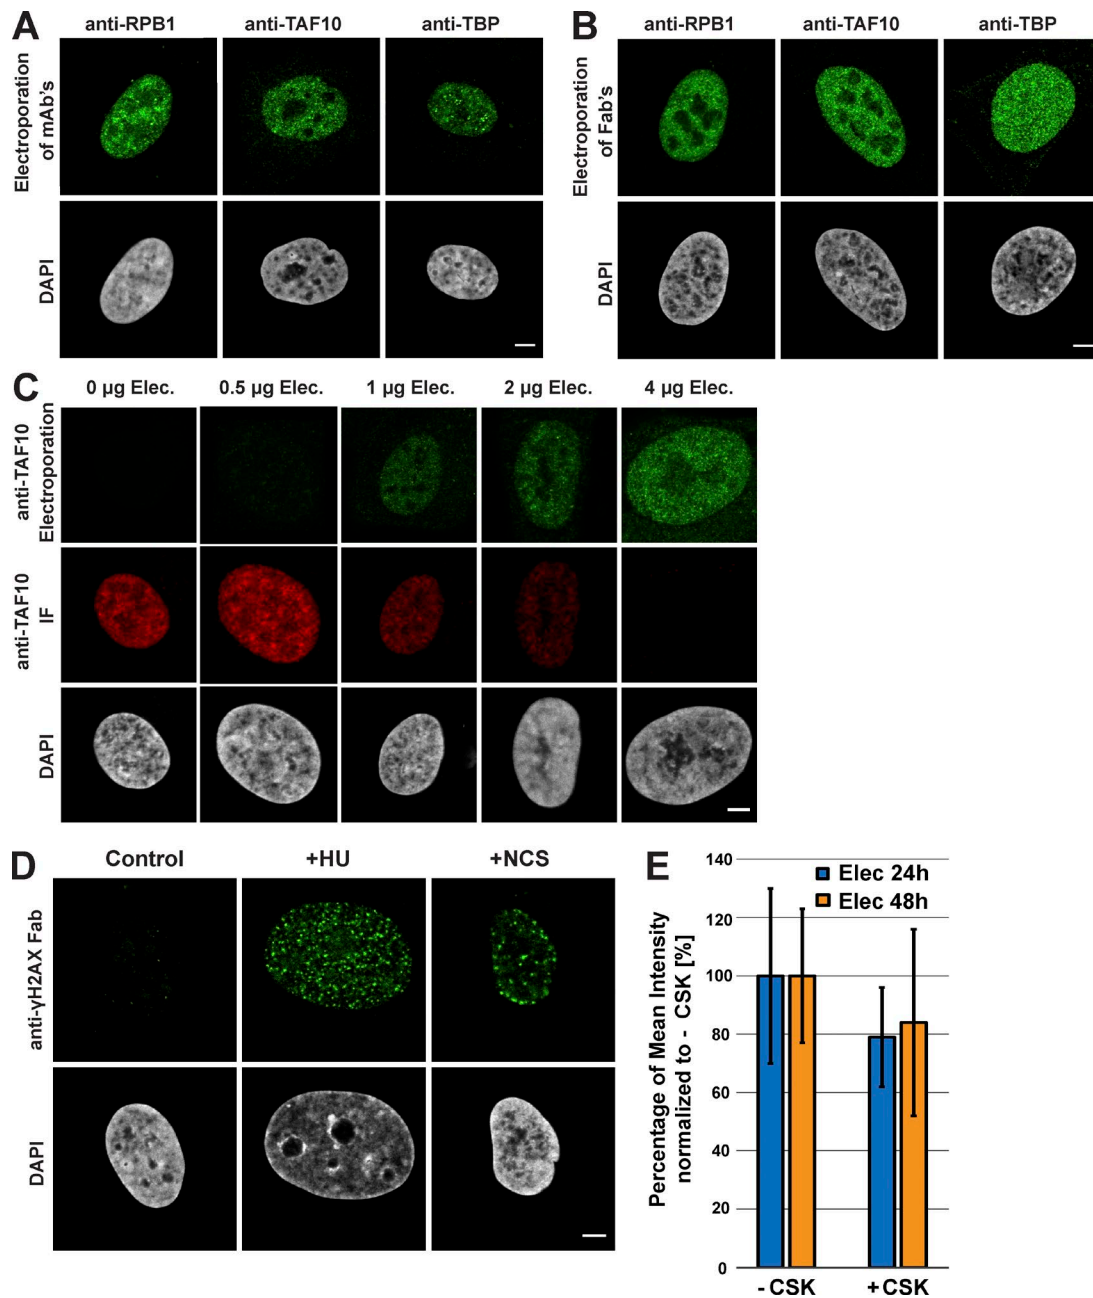 A
anti-RPB1 anti-TAF10 anti-TBP
Electroporation
of mAb's
DAPI
B
anti-RPB1 anti-TAF10 anti-TBP
Electroporation
of Fab's
DAPI
C
0 µg Elec. 0.5 µg Elec. 1 µg Elec. 2 µg Elec. 4 µg Elec.
anti-TAF10
Electroporation
anti-TAF10
IF
DAPI
D
Control +HU +NCS
anti-γH2AX Fab
DAPI
E
Percentage of Mean Intensity
normalized to - CSK [%]
140
120
100
80
60
40
20
0
Elec 24h
Elec 48h
- CSK + CSK